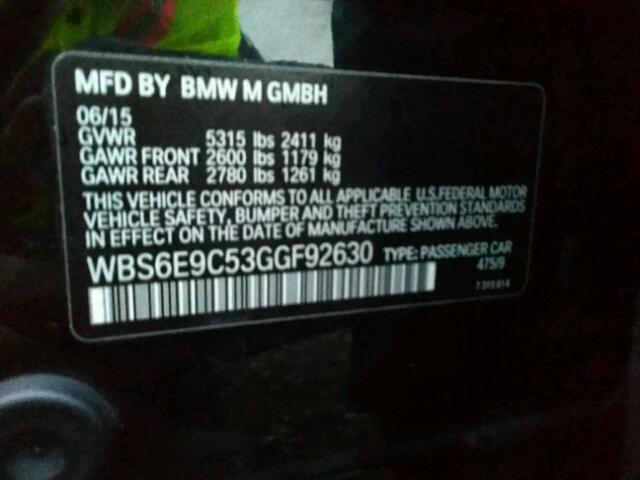 MFD BY BMW M GMBH
06/15
GVWR 5315 lbs 2411 kg
GAWR FRONT 2600 lbs 1179 kg
GAWR REAR 2780 lbs 1261 kg
THIS VEHICLE CONFORMS TO ALL APPLICABLE U.S.FEDERAL MOTOR
VEHICLE SAFETY, BUMPER AND THEFT PREVENTION STANDARDS
IN EFFECT ON THE DATE OF MANUFACTURE SHOWN ABOVE.
WBS6E9C53GGF92630 TYPE: PASSENGER CAR
475/9